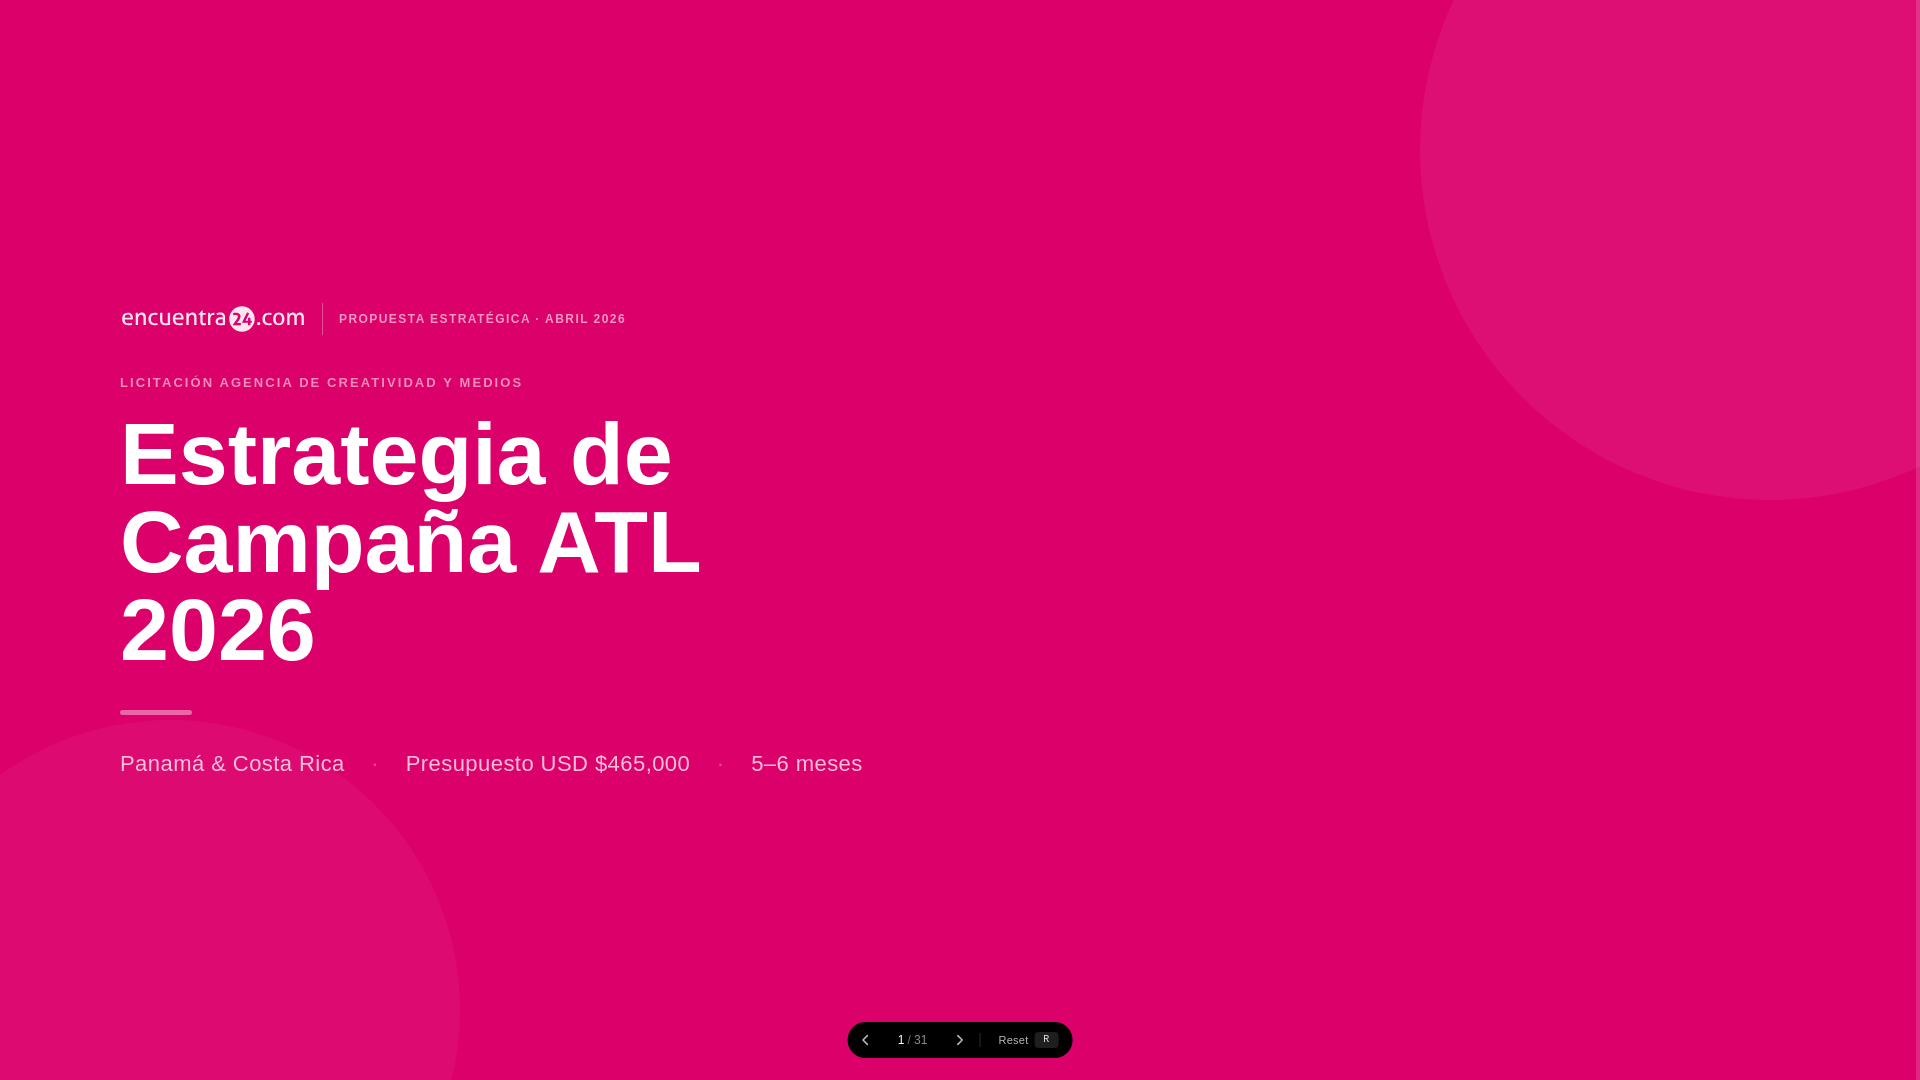 encuentra24.com
PROPUESTA ESTRATÉGICA · ABRIL 2026
LICITACIÓN AGENCIA DE CREATIVIDAD Y MEDIOS
Estrategia de
Campaña ATL
2026
Panamá & Costa Rica · Presupuesto USD $465,000 · 5–6 meses
1 / 31 Reset R